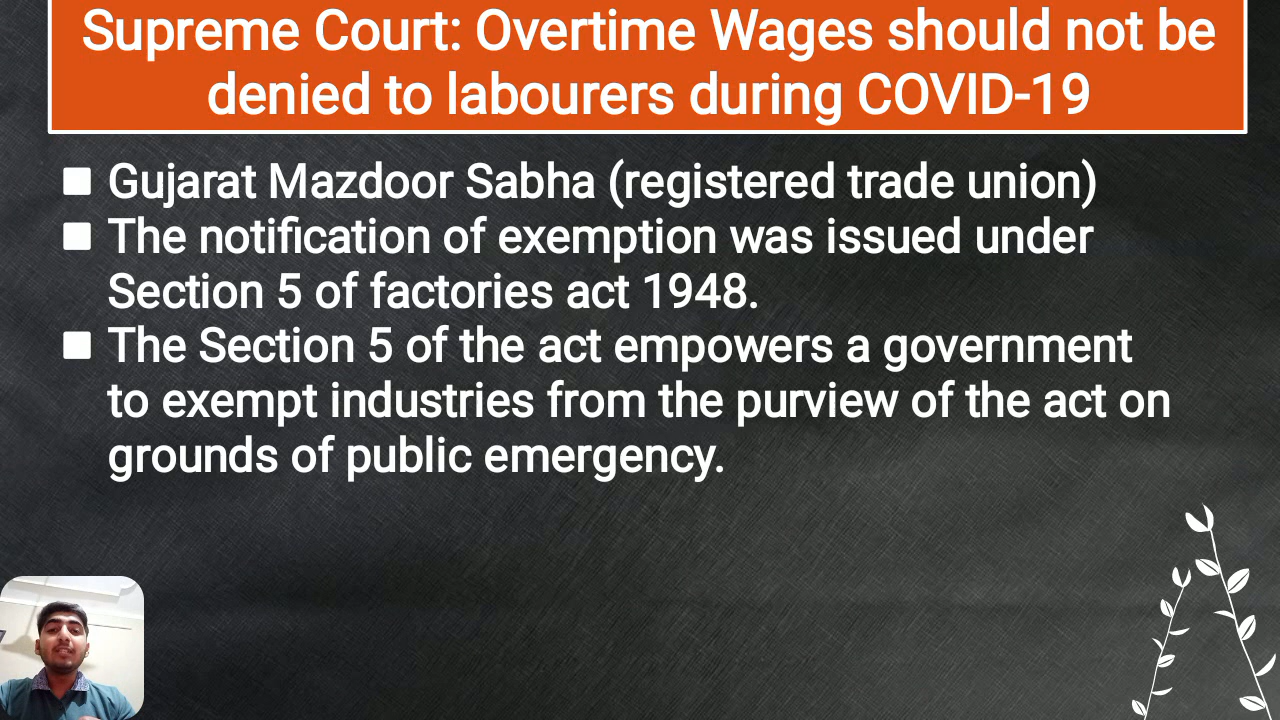 Supreme Court: Overtime Wages should not be
denied to labourers during COVID-19
Gujarat Mazdoor Sabha (registered trade union)
The notification of exemption was issued under
Section 5 of factories act 1948.
The Section 5 of the act empowers a government
to exempt industries from the purview of the act on
grounds of public emergency.